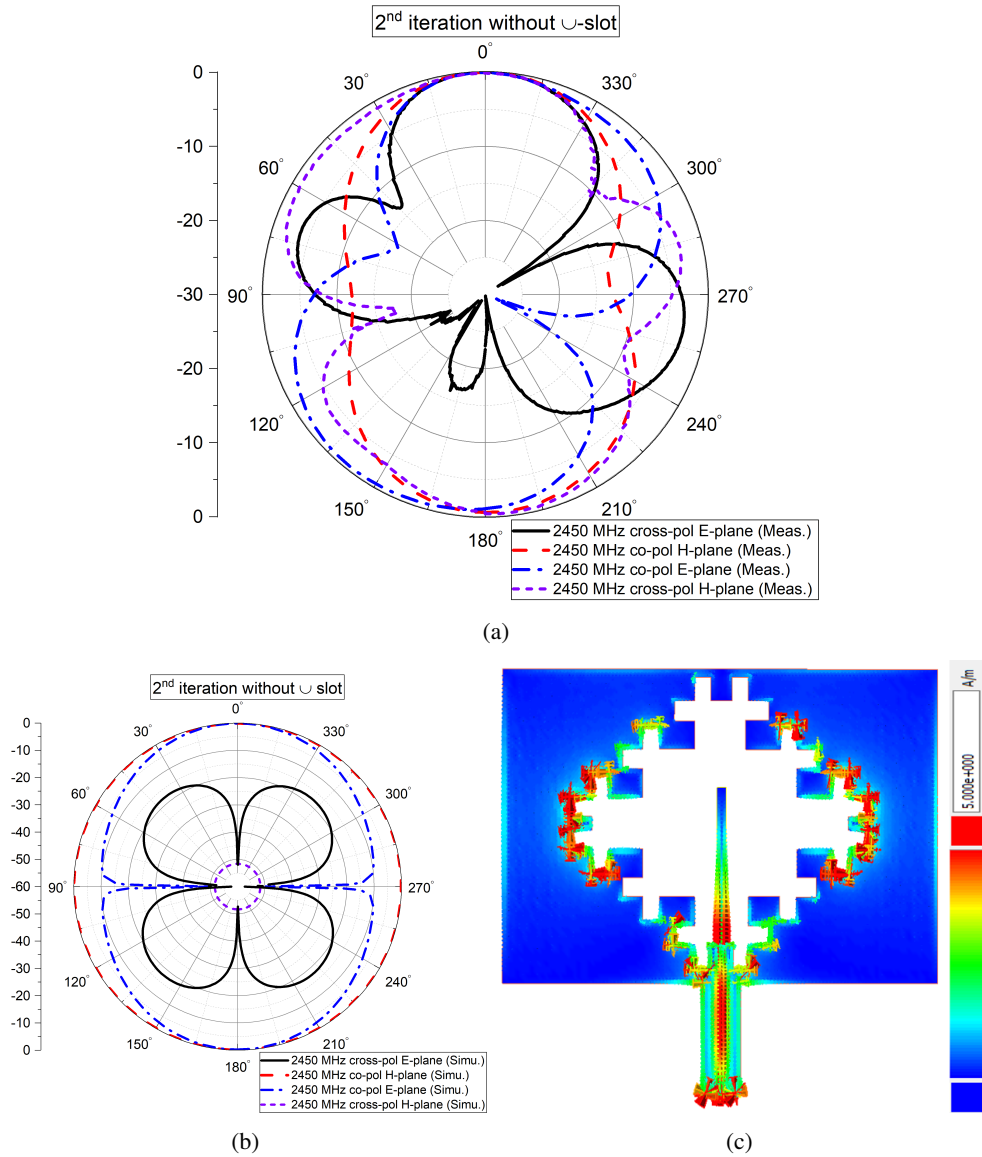 2nd iteration without ∪-slot
0°
0
30°
330°
-10
60°
300°
-20
-30
90°
270°
-20
-10
120°
240°
0
150°
210°
180°
2450 MHz cross-pol E-plane (Meas.)
2450 MHz co-pol H-plane (Meas.)
2450 MHz co-pol E-plane (Meas.)
2450 MHz cross-pol H-plane (Meas.)
(a)
2nd iteration without ∪ slot
0°
0
30°
330°
-10
-20
60°
300°
-30
-40
-50
-60
90°
270°
-50
-40
-30
120°
240°
-20
-10
150°
210°
0
180°
2450 MHz cross-pol E-plane (Simu.)
2450 MHz co-pol H-plane (Simu.)
2450 MHz co-pol E-plane (Simu.)
2450 MHz cross-pol H-plane (Simu.)
(b)
A/m
5.000e+000
(c)